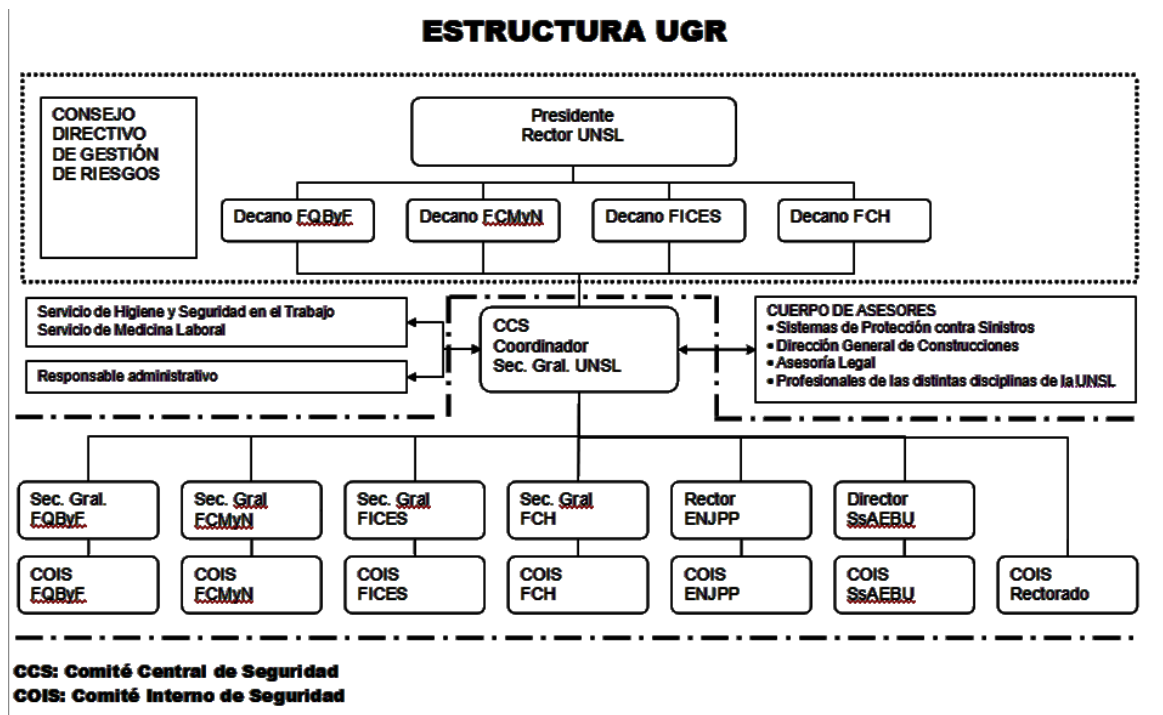 ESTRUCTURA UGR
CONSEJO
DIRECTIVO
DE GESTIÓN
DE RIESGOS
Presidente
Rector UNSL
Decano FQByF
Decano FCMyN
Decano FICES
Decano FCH
Servicio de Higiene y Seguridad en el Trabajo
Servicio de Medicina Laboral
Responsable administrativo
CCS
Coordinador
Sec. Gral. UNSL
CUERPO DE ASESORES
• Sistemas de Protección contra Sinistros
• Dirección General de Construcciones
• Asesoría Legal
• Profesionales de las distintas disciplinas de la UNSL
Sec. Gral.
FQByF
Sec. Gral
FCMyN
Sec. Gral
FICES
Sec. Gral
FCH
Rector
ENJPP
Director
SsAEBU
COIS
FQByF
COIS
FCMyN
COIS
FICES
COIS
FCH
COIS
ENJPP
COIS
SsAEBU
COIS
Rectorado
CCS: Comité Central de Seguridad
COIS: Comité Interno de Seguridad